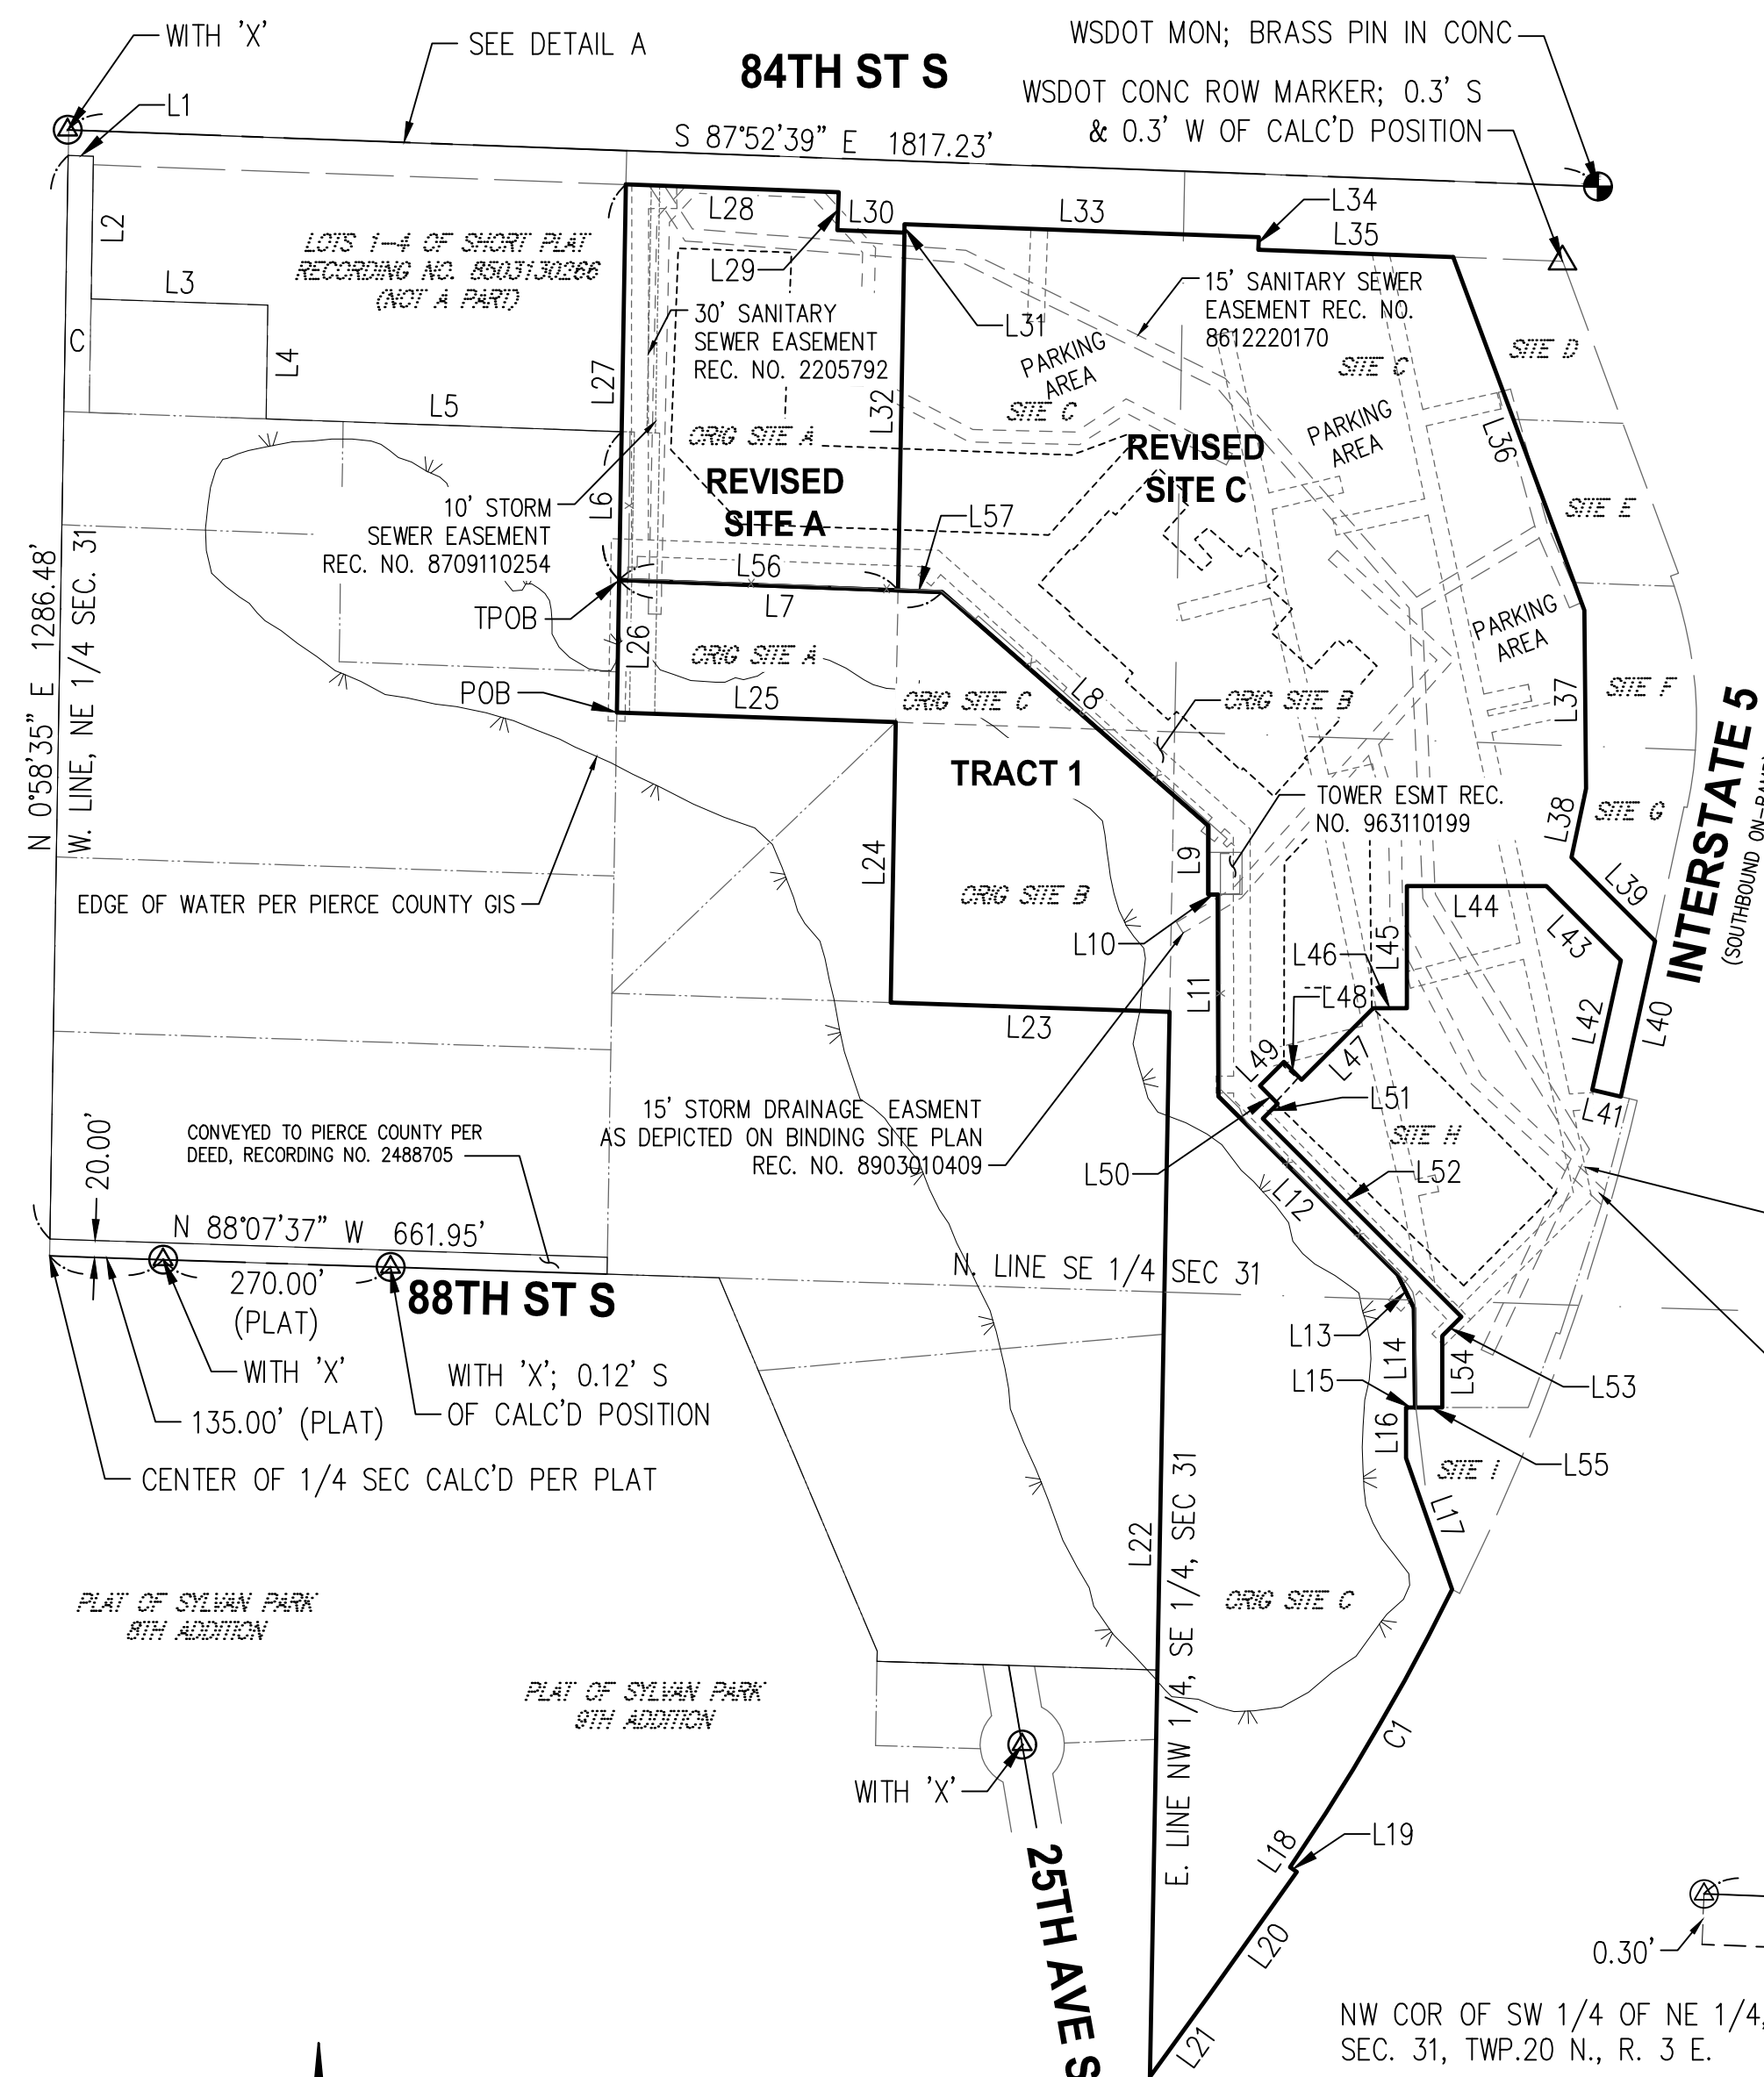 WITH 'X'
SEE DETAIL A
84TH ST S
WSDOT MON; BRASS PIN IN CONC
WSDOT CONC ROW MARKER; 0.3' S
& 0.3' W OF CALC'D POSITION
L1
S 87°52'39" E 1817.23'
L2
LOTS 1-4 OF SHORT PLAT
RECORDING NO. 8503130266
(NOT A PART)
L3
C
L4
L5
L28
L29
L30
L31
L33
L34
L35
30' SANITARY
SEWER EASEMENT
REC. NO. 2205792
15' SANITARY SEWER
EASEMENT REC. NO.
8612220170
PARKING
AREA
SITE C
SITE C
SITE D
L27
L32
ORIG SITE A
PARKING
AREA
L36
REVISED
SITE A
REVISED
SITE C
10' STORM
SEWER EASEMENT
REC. NO. 8709110254
L6
L57
SITE E
L56
L7
TPOB
L26
ORIG SITE A
PARKING
AREA
POB
L25
ORIG SITE C
L8
ORIG SITE B
L37
SITE F
N 0°58'35" E 1286.48'
W. LINE, NE 1/4 SEC. 31
TRACT 1
TOWER ESMT REC.
NO. 963110199
L38
SITE G
INTERSTATE 5
EDGE OF WATER PER PIERCE COUNTY GIS
L24
L9
ORIG SITE B
L10
L39
L44
L43
L45
L46
L11
L48
L23
L49
L47
L42
L40
L41
15' STORM DRAINAGE EASMENT
AS DEPICTED ON BINDING SITE PLAN
REC. NO. 8903010409
L51
SITE H
L50
L52
L12
20.00'
CONVEYED TO PIERCE COUNTY PER
DEED, RECORDING NO. 2488705
N 88°07'37" W 661.95'
270.00'
(PLAT)
88TH ST S
N. LINE SE 1/4 SEC 31
WITH 'X'
135.00' (PLAT)
WITH 'X'; 0.12' S
OF CALC'D POSITION
CENTER OF 1/4 SEC CALC'D PER PLAT
L13
L14
L15
L16
L54
L53
L55
SITE I
L17
L22
E. LINE NW 1/4, SE 1/4, SEC 31
ORIG SITE C
PLAT OF SYLVAN PARK
8TH ADDITION
PLAT OF SYLVAN PARK
9TH ADDITION
WITH 'X'
25TH AVE S
C1
L18
L19
L20
L21
0.30'
NW COR OF SW 1/4 OF NE 1/4,
SEC. 31, TWP.20 N., R. 3 E.